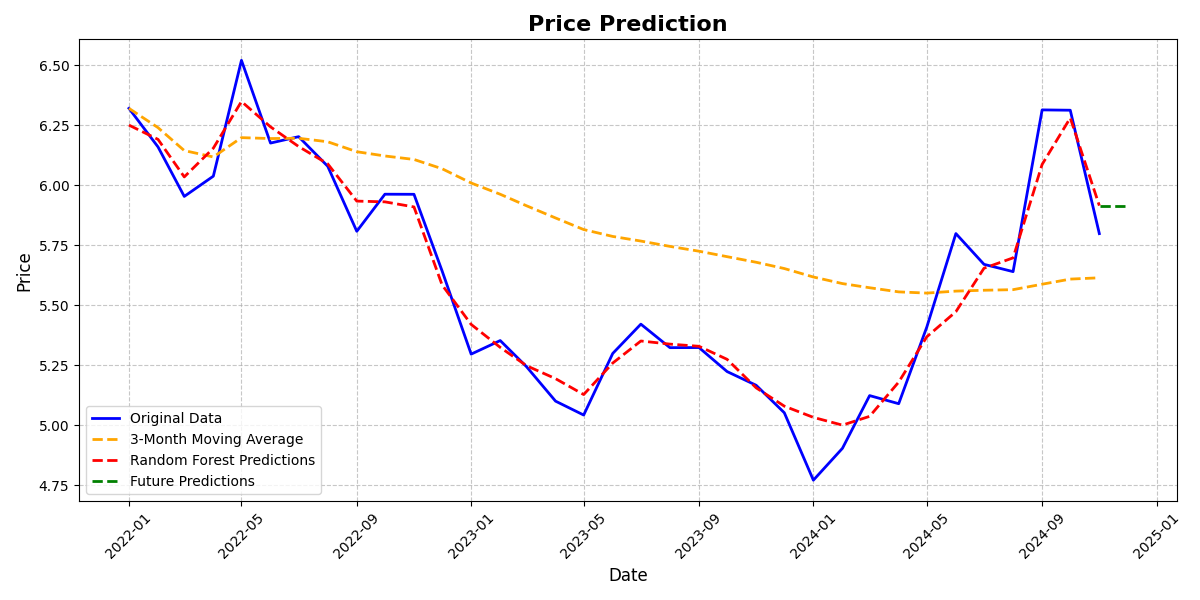 Price Prediction
Price
6.50
6.25
6.00
5.75
5.50
5.25
5.00
4.75
Original Data
3-Month Moving Average
Random Forest Predictions
Future Predictions
2022-01
2022-05
2022-09
2023-01
2023-05
2023-09
2024-01
2024-05
2024-09
2025-01
Date